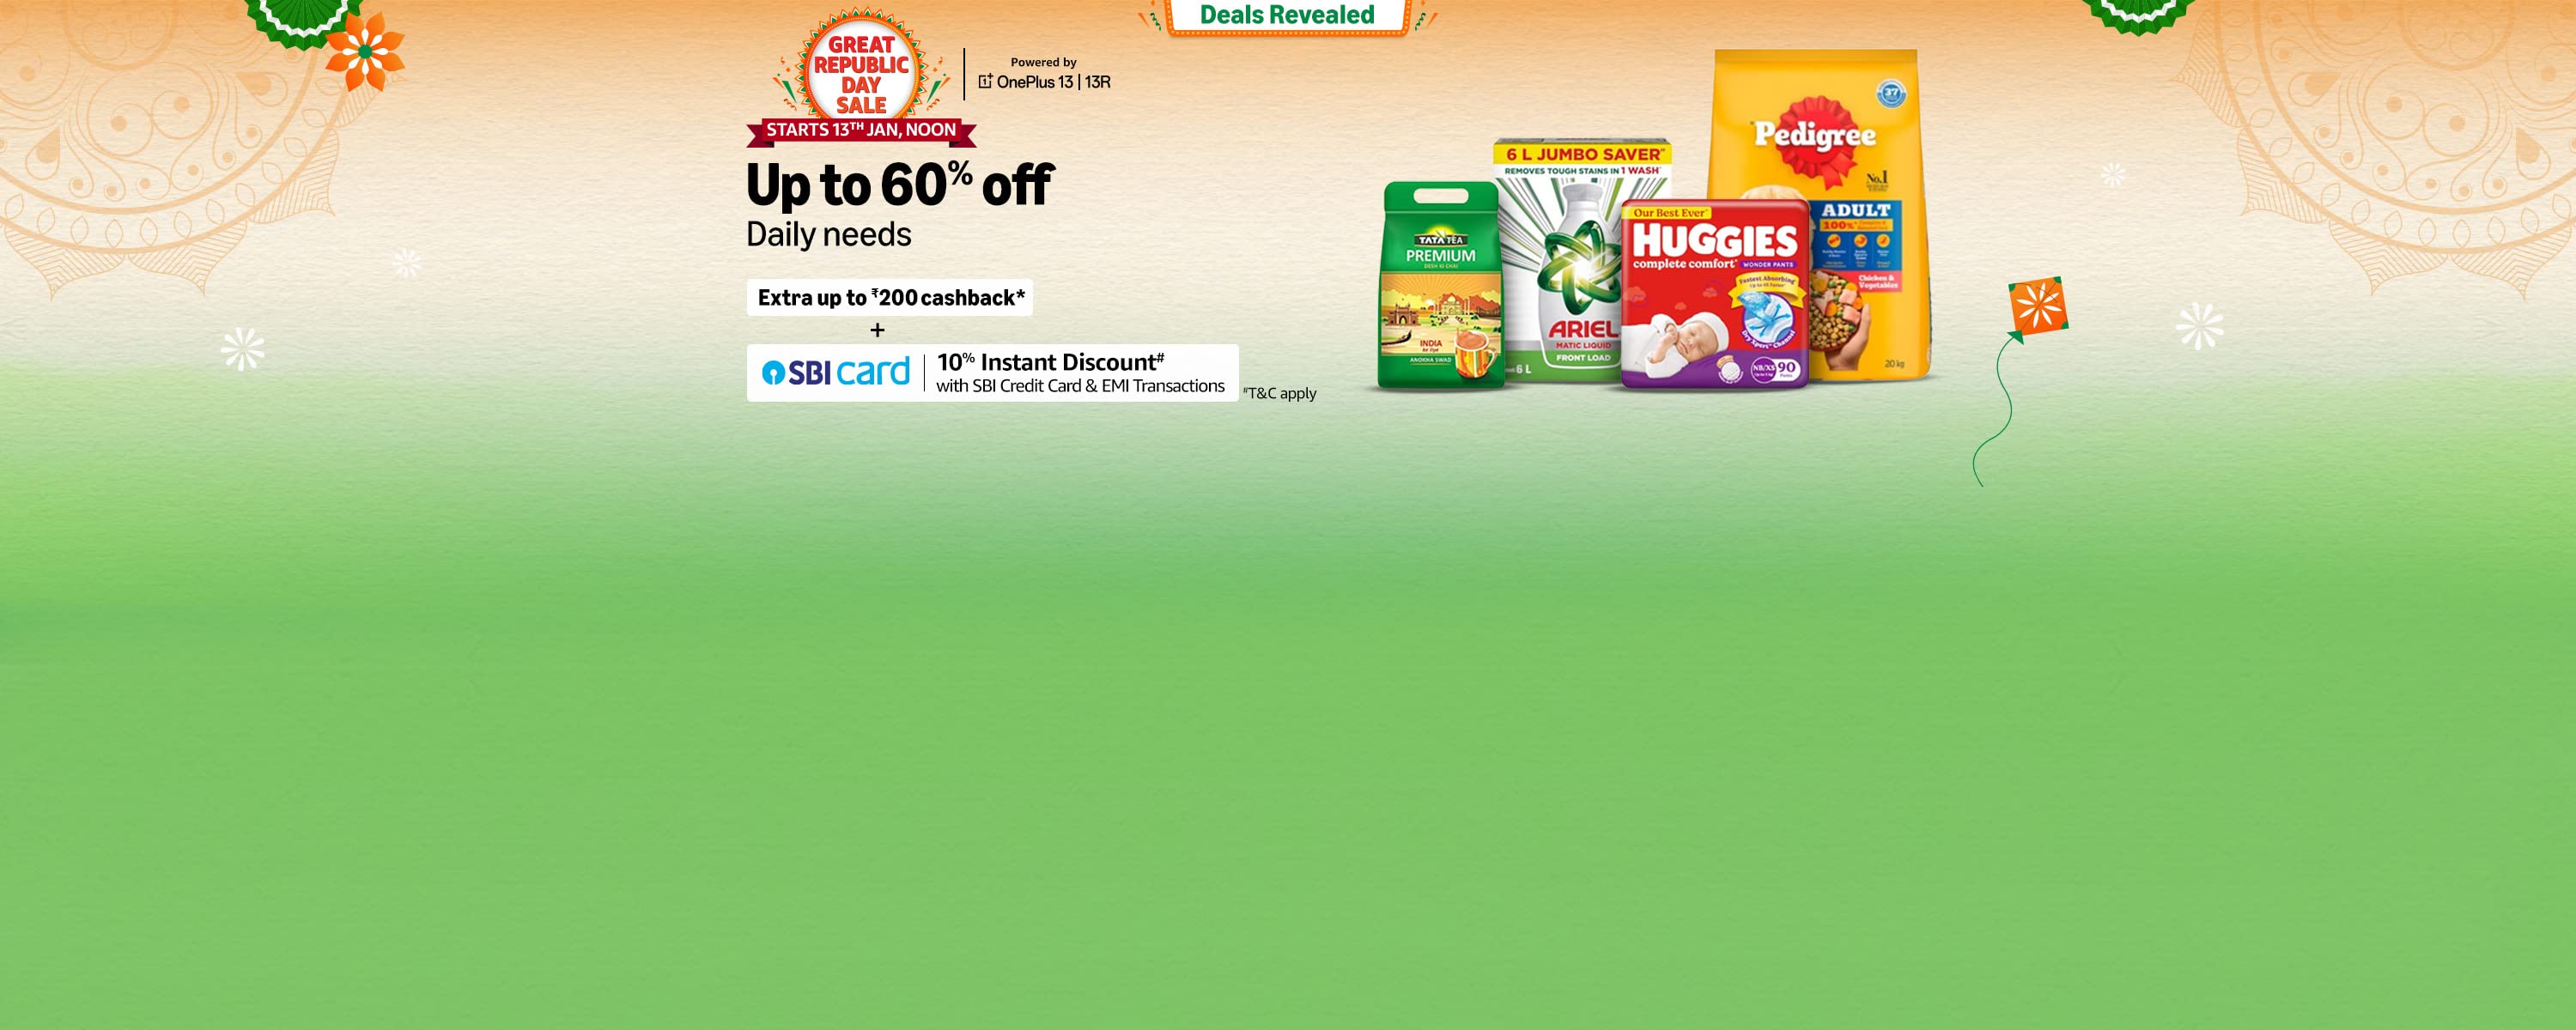 Deals Revealed
GREAT
REPUBLIC
DAY
SALE
STARTS 13TH JAN, NOON
Powered by
OnePlus 13 | 13R
Up to 60% off
Daily needs
Extra up to ₹200 cashback*
+
SBI card
10% Instant Discount#
with SBI Credit Card & EMI Transactions
#T&C apply
TATA TEA
PREMIUM
DESH KI CHAI
INDIA
ANOKHA SWAD
6 L JUMBO SAVER
REMOVES TOUGH STAINS IN 1 WASH
ARIEL
MATIC LIQUID
FRONT LOAD
6 L
Our Best Ever
HUGGIES
complete comfort
WONDER PANTS
Fastest Absorbing
NB/XS 90
Pedigree
37
No.1
ADULT
100%
Chicken &
Vegetables
20 kg